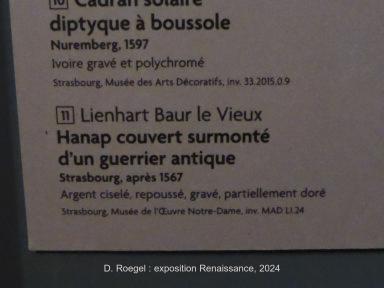 10 Cadran solaire
diptyque à boussole
Nuremberg, 1597
Ivoire gravé et polychromé
Strasbourg, Musée des Arts Décoratifs, inv. 33.2015.0.9
11 Lienhart Baur le Vieux
Hanap couvert surmonté
d'un guerrier antique
Strasbourg, après 1567
Argent ciselé, repoussé, gravé, partiellement doré
Strasbourg, Musée de l'Œuvre Notre-Dame, inv. MAD LI.24
D. Roegel : exposition Renaissance, 2024